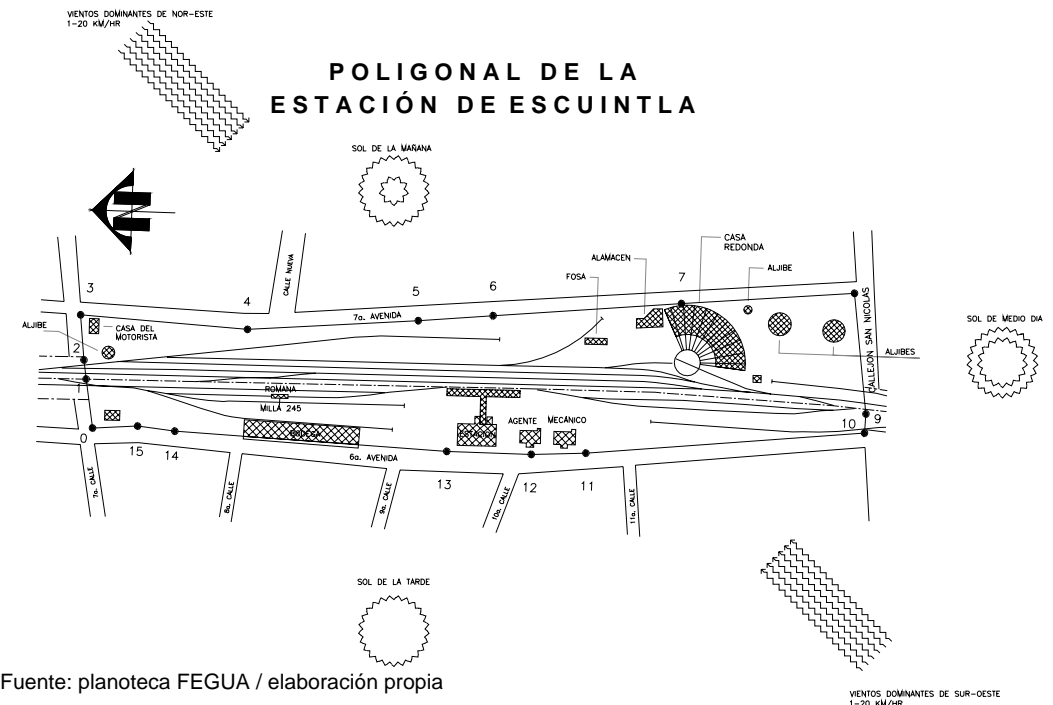 VIENTOS DOMINANTES DE NOR-ESTE
1-20 KM/HR
POLIGONAL DE LA
ESTACIÓN DE ESCUINTLA
SOL DE LA MAÑANA
N
CASA
REDONDA
ALAMACEN
ALJIBE
FOSA
CALLE NUEVA
3
4
5
6
7
7a. AVENIDA
ALJIBE
CASA DEL
MOTORISTA
CALLEJON SAN NICOLAS
SOL DE MEDIO DIA
ALJIBES
2
1
ROMANA
MILLA 245
BODEGA
ESTACION
AGENTE
MECÁNICO
0
15
14
6a. AVENIDA
13
12
11
10
9
7a. CALLE
8a. CALLE
9a. CALLE
10a. CALLE
11a. CALLE
SOL DE LA TARDE
Fuente: planoteca FEGUA / elaboración propia
VIENTOS DOMINANTES DE SUR-OESTE
1-20 KM/HR